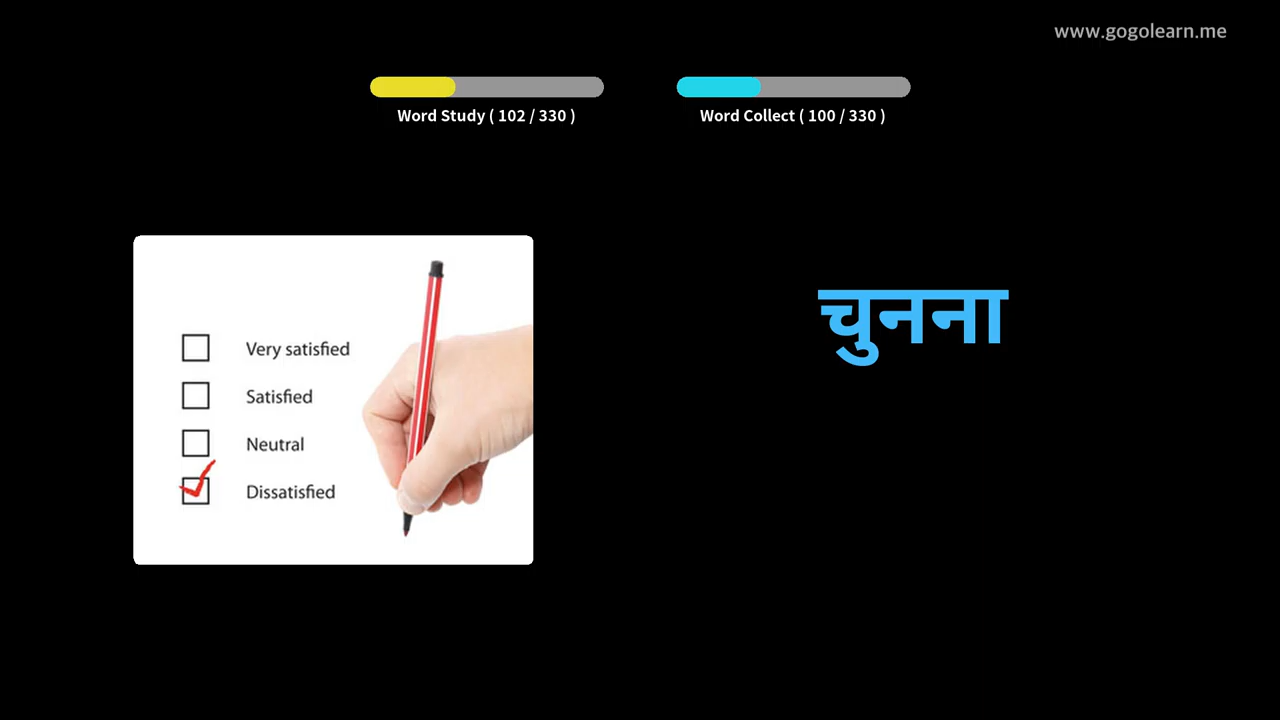 www.gogolearn.me
Word Study ( 102 / 330 )
Word Collect ( 100 / 330 )
Very satisfied
Satisfied
Neutral
Dissatisfied
चुनना